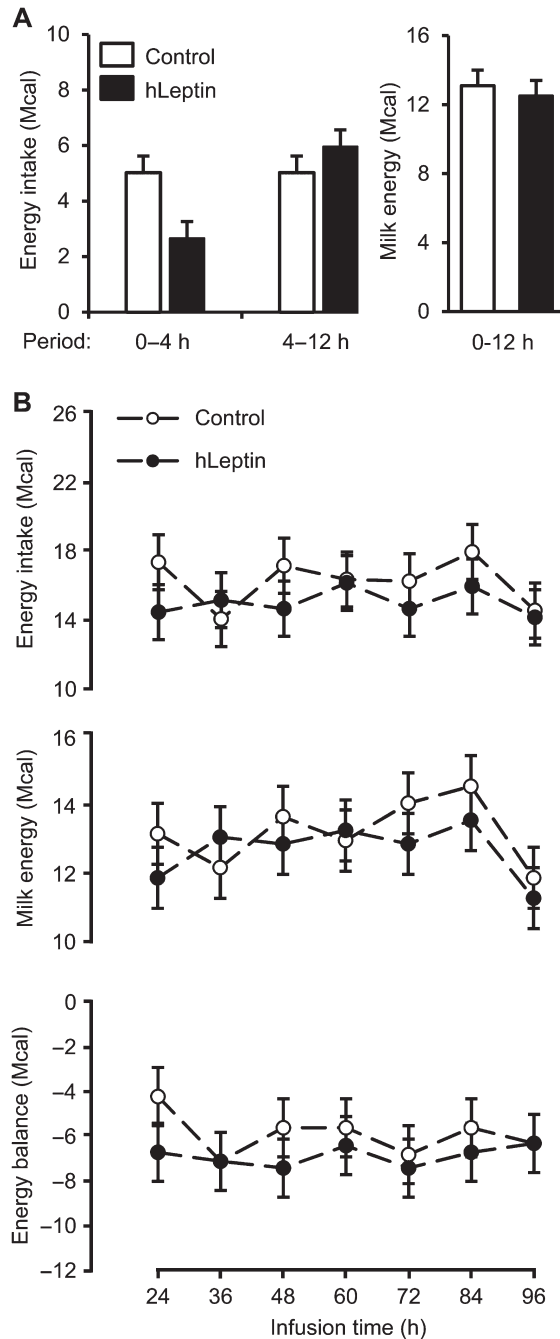 A
Energy intake (Mcal)
10
8
6
4
2
0
Control
hLeptin
Period:
0–4 h
4–12 h
Milk energy (Mcal)
16
12
8
4
0
0-12 h
B
Energy intake (Mcal)
26
22
18
14
10
Control
hLeptin
Milk energy (Mcal)
16
14
12
10
Energy balance (Mcal)
0
–2
–4
–6
–8
–10
–12
24 36 48 60 72 84 96
Infusion time (h)